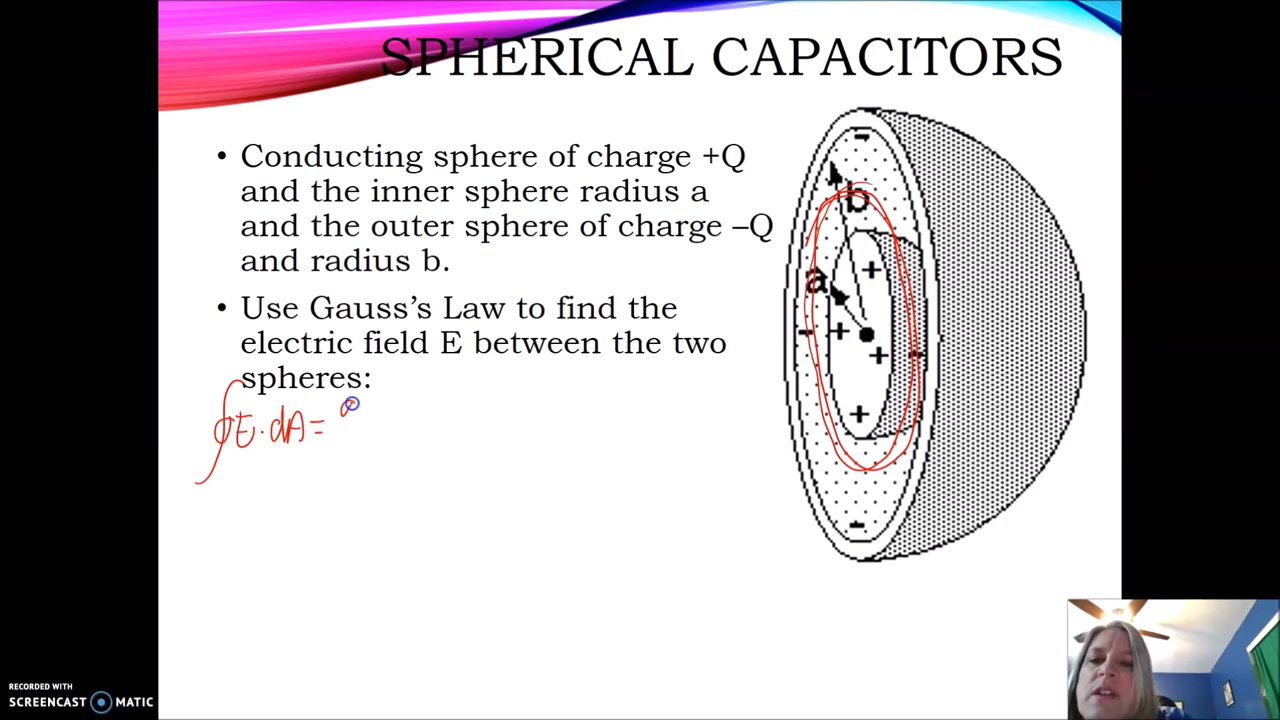 SPHERICAL CAPACITORS
• Conducting sphere of charge +Q
and the inner sphere radius a
and the outer sphere of charge –Q
and radius b.
• Use Gauss's Law to find the
electric field E between the two
spheres:
∮E·dA=
-
b
+
a
-
+
+
-
+
-
RECORDED WITH
SCREENCAST MATIC